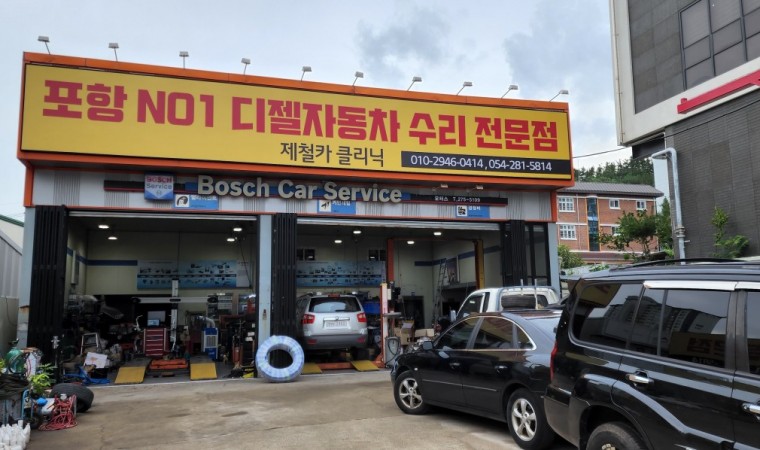 포항 NO1 디젤자동차 수리 전문점
제철카 클리닉
010-2946-0414, 054-281-5814
BOSCH
Service
Bosch Car Service